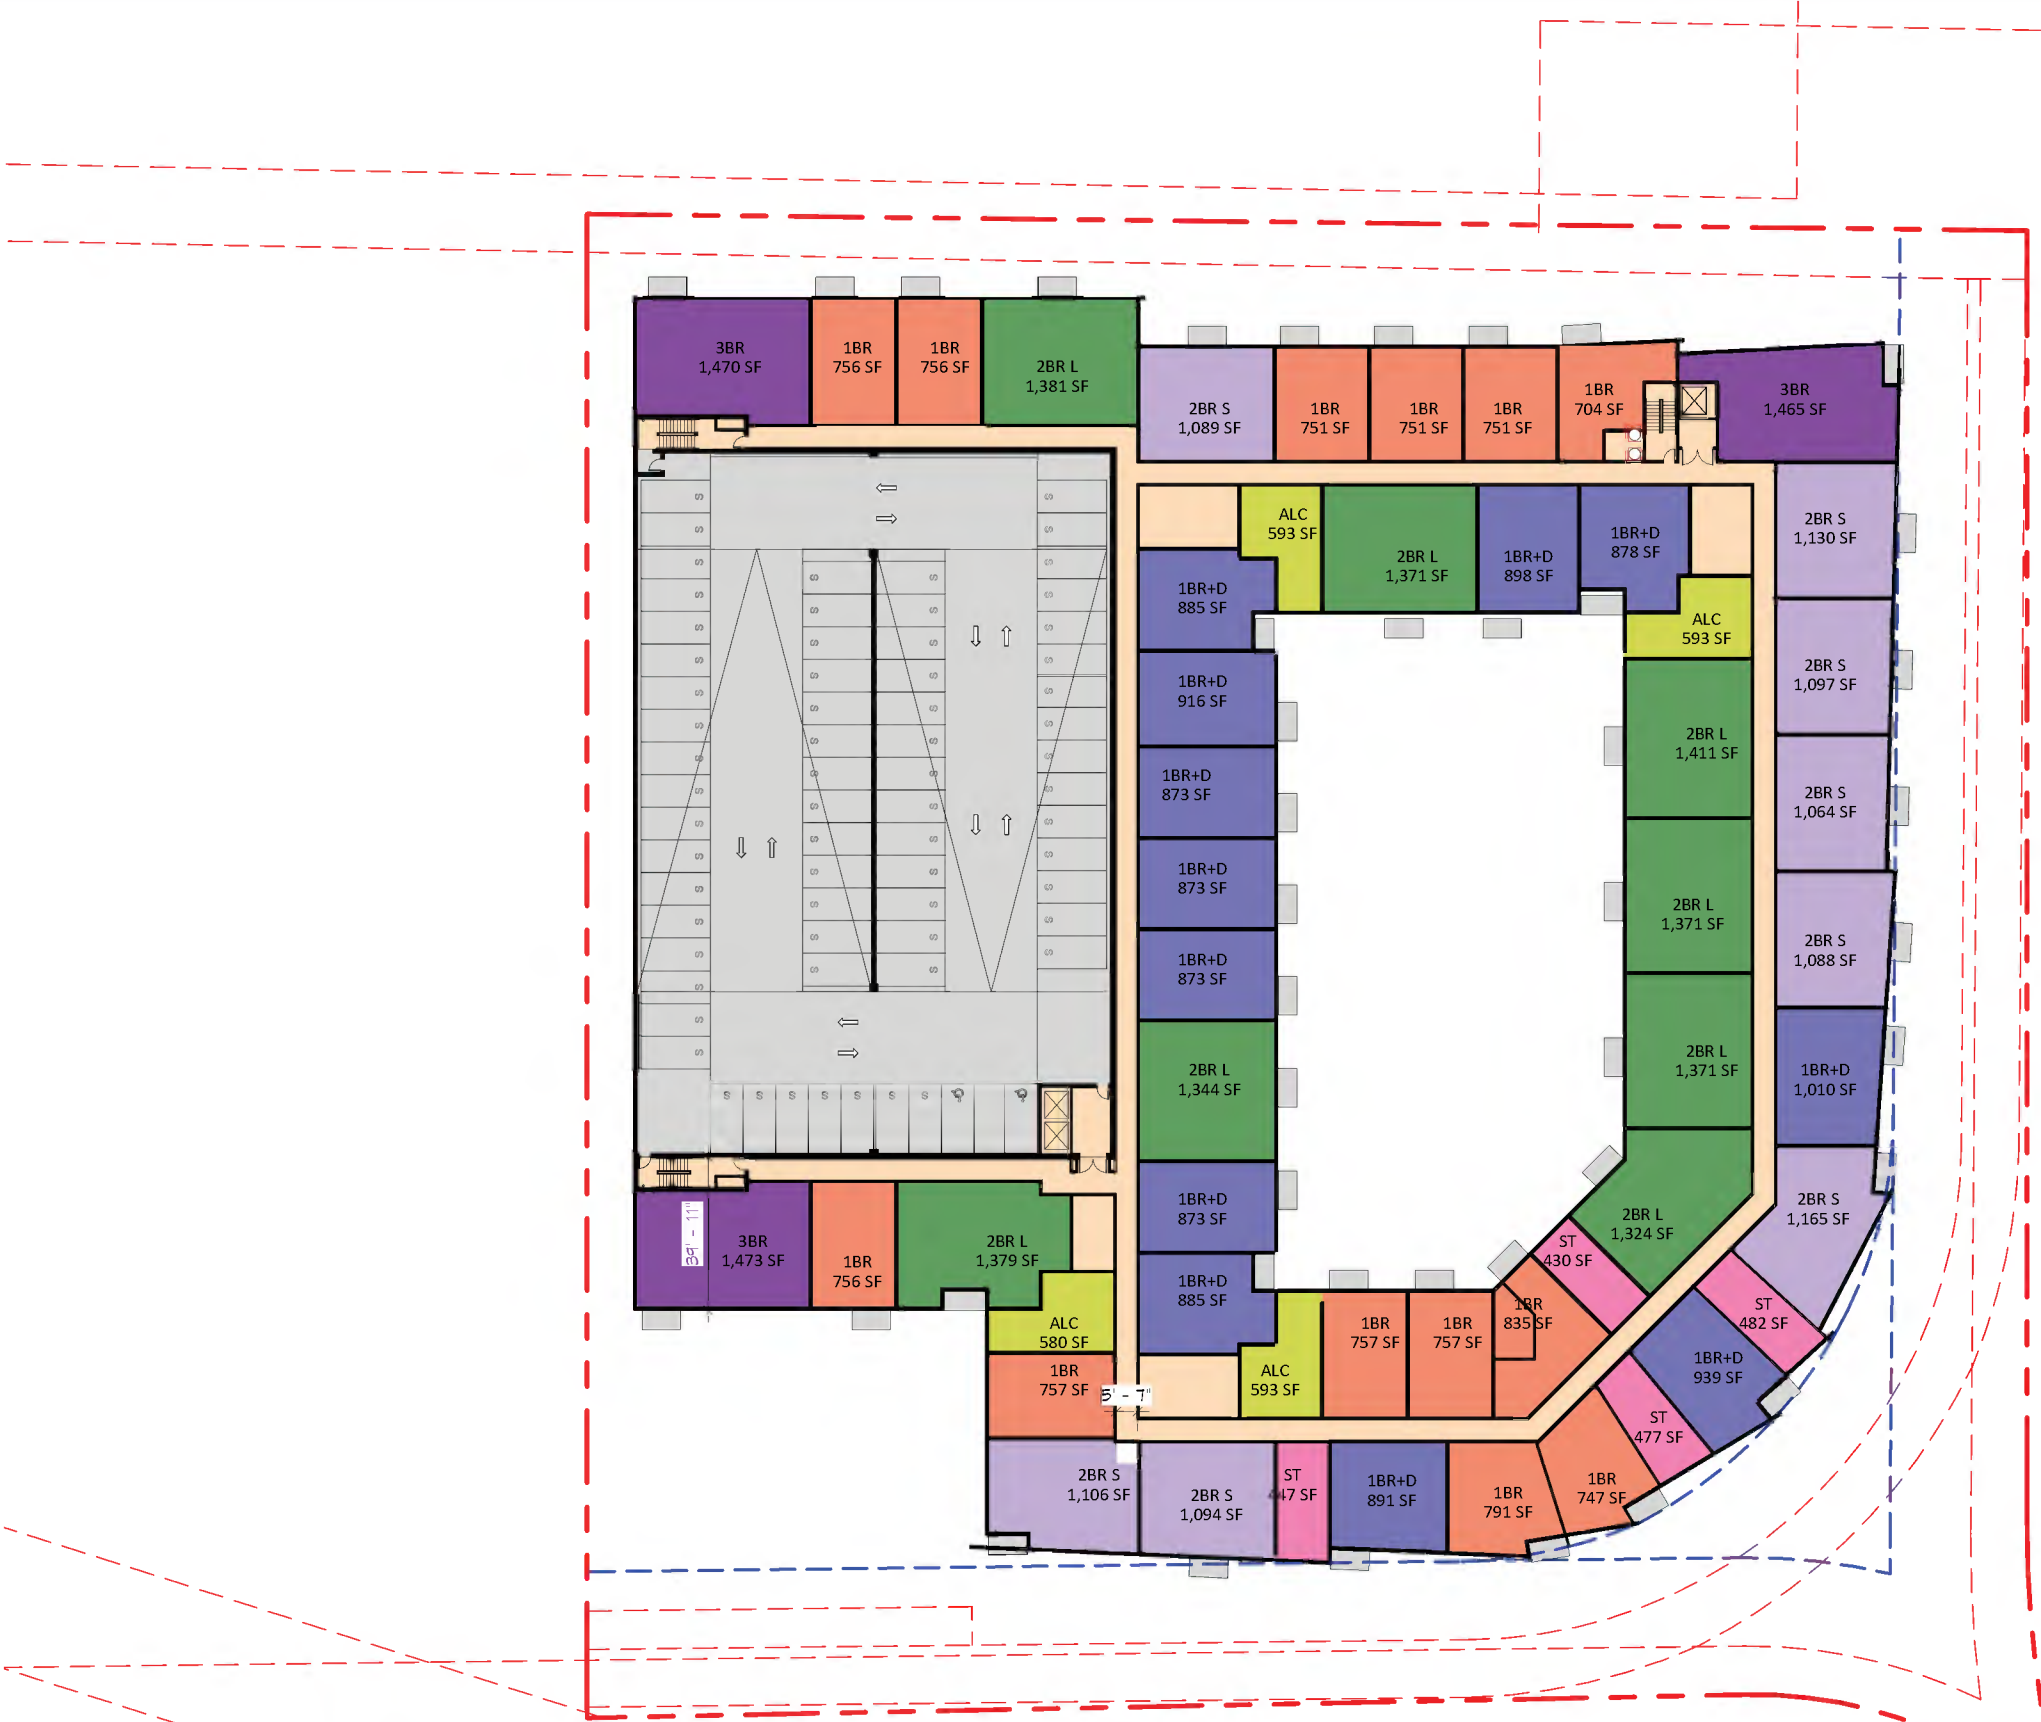 3BR
1,470 SF
1BR
756 SF
1BR
756 SF
2BR L
1,381 SF
2BR S
1,089 SF
1BR
751 SF
1BR
751 SF
1BR
751 SF
1BR
704 SF
3BR
1,465 SF
ALC
593 SF
2BR L
1,371 SF
1BR+D
898 SF
1BR+D
878 SF
2BR S
1,130 SF
1BR+D
885 SF
ALC
593 SF
2BR S
1,097 SF
1BR+D
916 SF
2BR L
1,411 SF
1BR+D
873 SF
2BR S
1,064 SF
1BR+D
873 SF
2BR L
1,371 SF
1BR+D
873 SF
2BR S
1,088 SF
2BR L
1,344 SF
2BR L
1,371 SF
1BR+D
1,010 SF
1BR+D
873 SF
2BR L
1,324 SF
2BR S
1,165 SF
39' - 11"
3BR
1,473 SF
1BR
756 SF
2BR L
1,379 SF
ST
430 SF
1BR+D
885 SF
1BR
835 SF
ST
482 SF
ALC
580 SF
1BR
757 SF
1BR
757 SF
1BR
757 SF
5' - 7"
ALC
593 SF
1BR+D
939 SF
ST
477 SF
2BR S
1,106 SF
2BR S
1,094 SF
ST
47 SF
1BR+D
891 SF
1BR
791 SF
1BR
747 SF